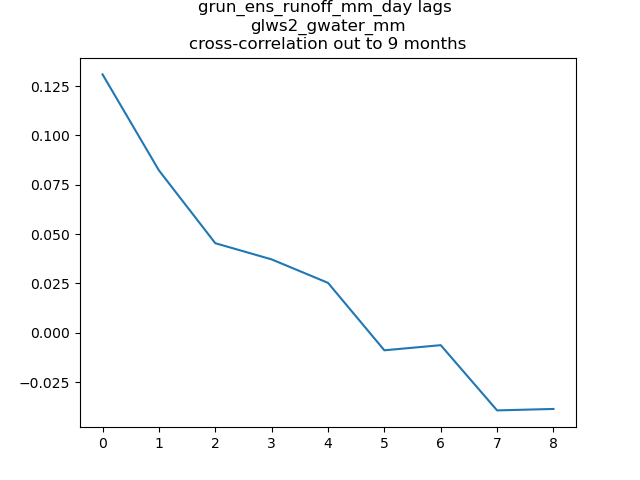 grun_ens_runoff_mm_day lags
glws2_gwater_mm
cross-correlation out to 9 months
0.125
0.100
0.075
0.050
0.025
0.000
−0.025
0 1 2 3 4 5 6 7 8